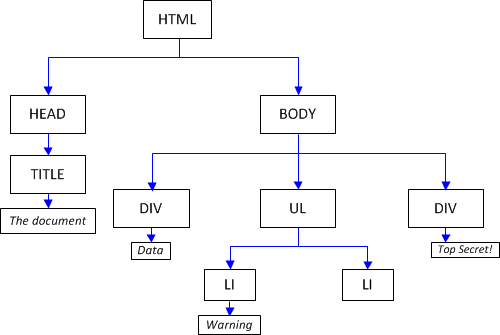 HTML
HEAD
BODY
TITLE
The document
DIV
UL
DIV
Data
Top Secret!
LI
LI
Warning